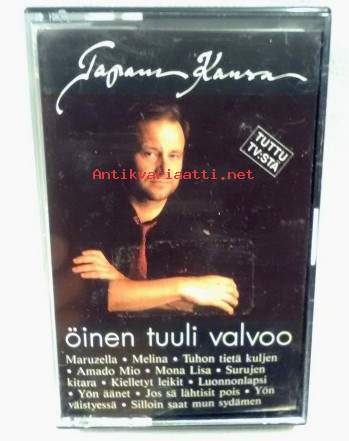 Tapani Kansa
TUTTU
TV:STÄ
Antikvariaatti.net
öinen tuuli valvoo
Maruzella • Melina • Tuhon tietä kuljen
• Amado Mio • Mona Lisa • Surujen
kitara • Kielletyt leikit • Luonnonlapsi
• Yön äänet • Jos sä lähtisit pois • Yön
väistyessä • Silloin saat mun sydämen